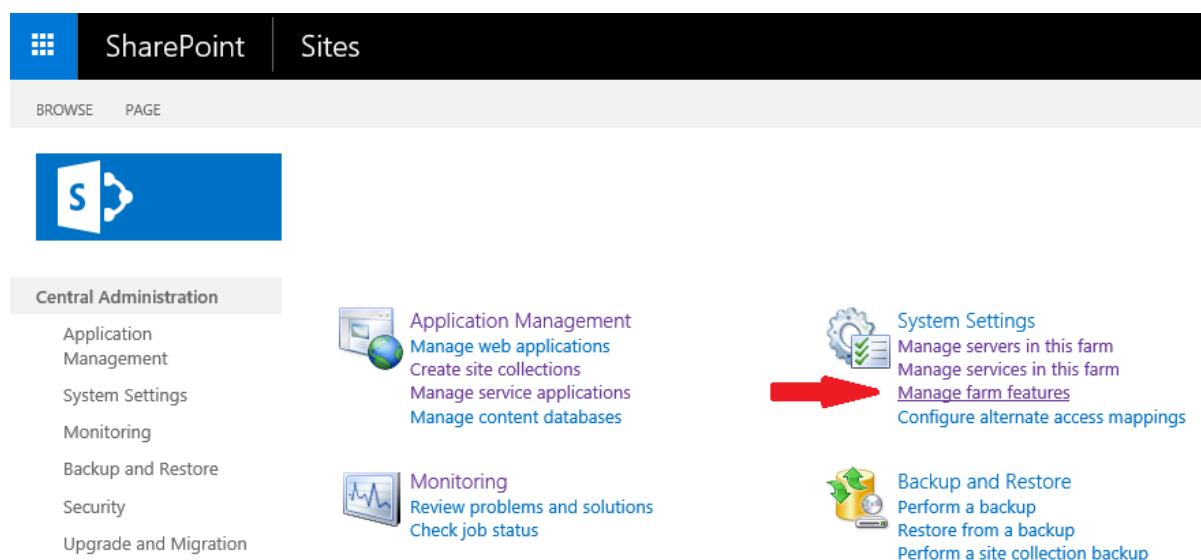 SharePoint
Sites
BROWSE PAGE
S
Central Administration
Application
Management
System Settings
Monitoring
Backup and Restore
Security
Upgrade and Migration
Application Management
Manage web applications
Create site collections
Manage service applications
Manage content databases
System Settings
Manage servers in this farm
Manage services in this farm
Manage farm features
Configure alternate access mappings
Monitoring
Review problems and solutions
Check job status
Backup and Restore
Perform a backup
Restore from a backup
Perform a site collection backup